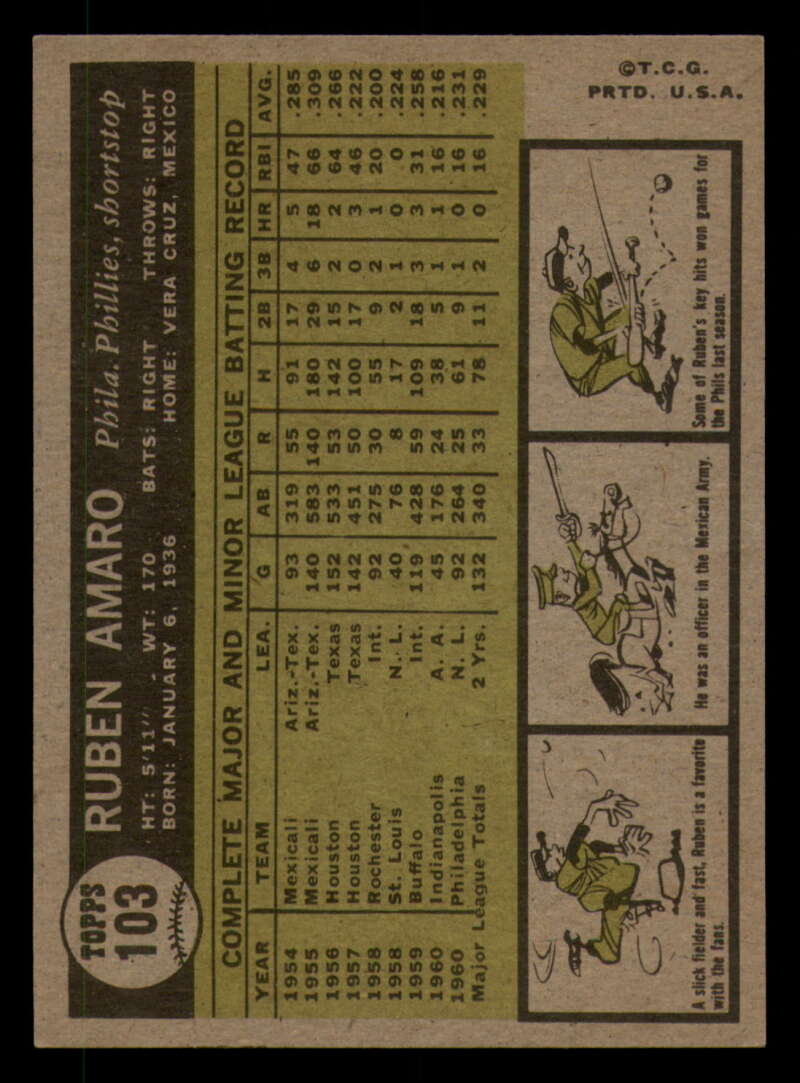 TOPPS
103
RUBEN AMARO Phila. Phillies, shortstop
HT: 5'11" . WT: 170 BATS: RIGHT THROWS: RIGHT
BORN: JANUARY 6, 1936 HOME: VERA CRUZ, MEXICO
COMPLETE MAJOR AND MINOR LEAGUE BATTING RECORD
YEAR TEAM LEA. G AB R H 2B 3B HR RBI AVG.
1954 Mexicali Ariz.-Tex. 93 319 55 91 17 4 5 47 .285
1955 Mexicali Ariz.-Tex. 140 583 140 180 29 6 18 66 .309
1956 Houston Texas 152 533 53 142 15 2 2 64 .266
1957 Houston Texas 142 451 50 100 17 0 3 46 .222
1958 Rochester Int. 92 275 30 55 9 2 1 20 .200
1958 St. Louis N. L. 40 76 8 17 2 1 0 0 .224
1959 Buffalo Int. 119 428 59 109 18 3 3 31 .258
1960 Indianapolis A. A. 45 176 24 38 5 1 1 16 .216
1960 Philadelphia N. L. 92 264 25 61 9 1 0 16 .231
Major League Totals 2 Yrs. 132 340 33 78 11 2 0 16 .229
A slick fielder and fast, Ruben is a favorite
with the fans.
He was an officer in the Mexican Army.
Some of Ruben's key hits won games for
the Phils last season.
©T.C.G.
PRTD. U.S.A.